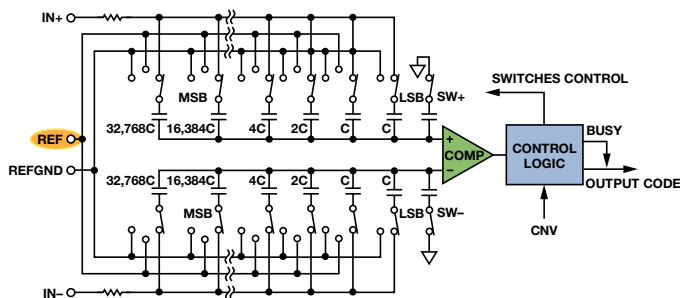 IN+
MSB
LSB
SW+
SWITCHES CONTROL
32,768C
16,384C
4C
2C
C
C
BUSY
REF
+
COMP
CONTROL
LOGIC
REFGND
–
OUTPUT CODE
32,768C
16,384C
4C
2C
C
C
MSB
LSB
SW–
CNV
IN–